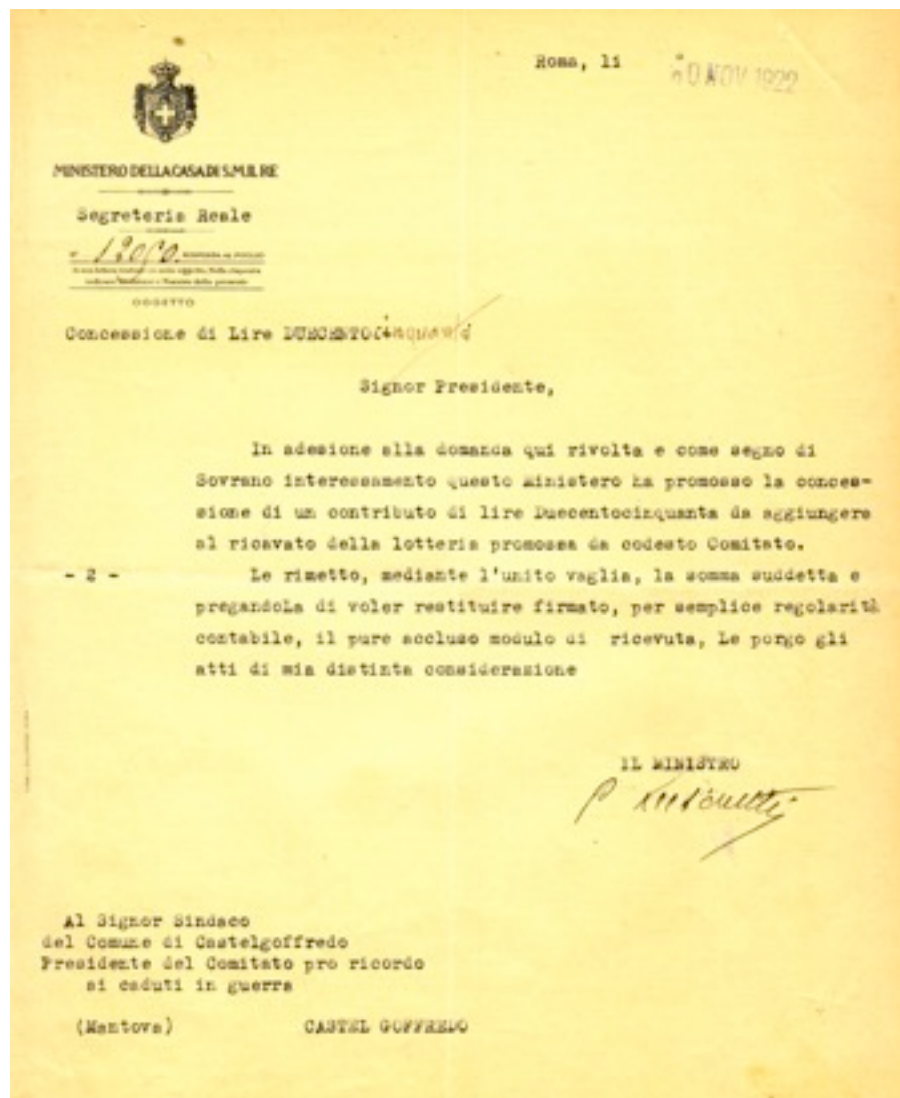 Roma, li
NOV 1922
MINISTERO DELLA CASA DI S.M. IL RE
Segreteria Reale
OGGETTO
Concessione di Lire DUECENTOcinquanta
Signor Presidente,
In adesione alla domanda qui rivolta e come segno di
Sovrano interessamento questo Ministero ha promosso la conces-
sione di un contributo di lire Duecentocinquanta da aggiungere
al ricavato della lotteria promossa da codesto Comitato.
- 2 - Le rimetto, mediante l'unito vaglia, la somma suddetta e
pregandoLa di voler restituire firmato, per semplice regolarità
contabile, il pure accluso modulo di ricevuta, Le porgo gli
atti di mia distinta considerazione
IL MINISTRO
Al Signor Sindaco
del Comune di Castelgoffredo
Presidente del Comitato pro ricordo
ai caduti in guerra
(Mantova) CASTEL GOFFREDO